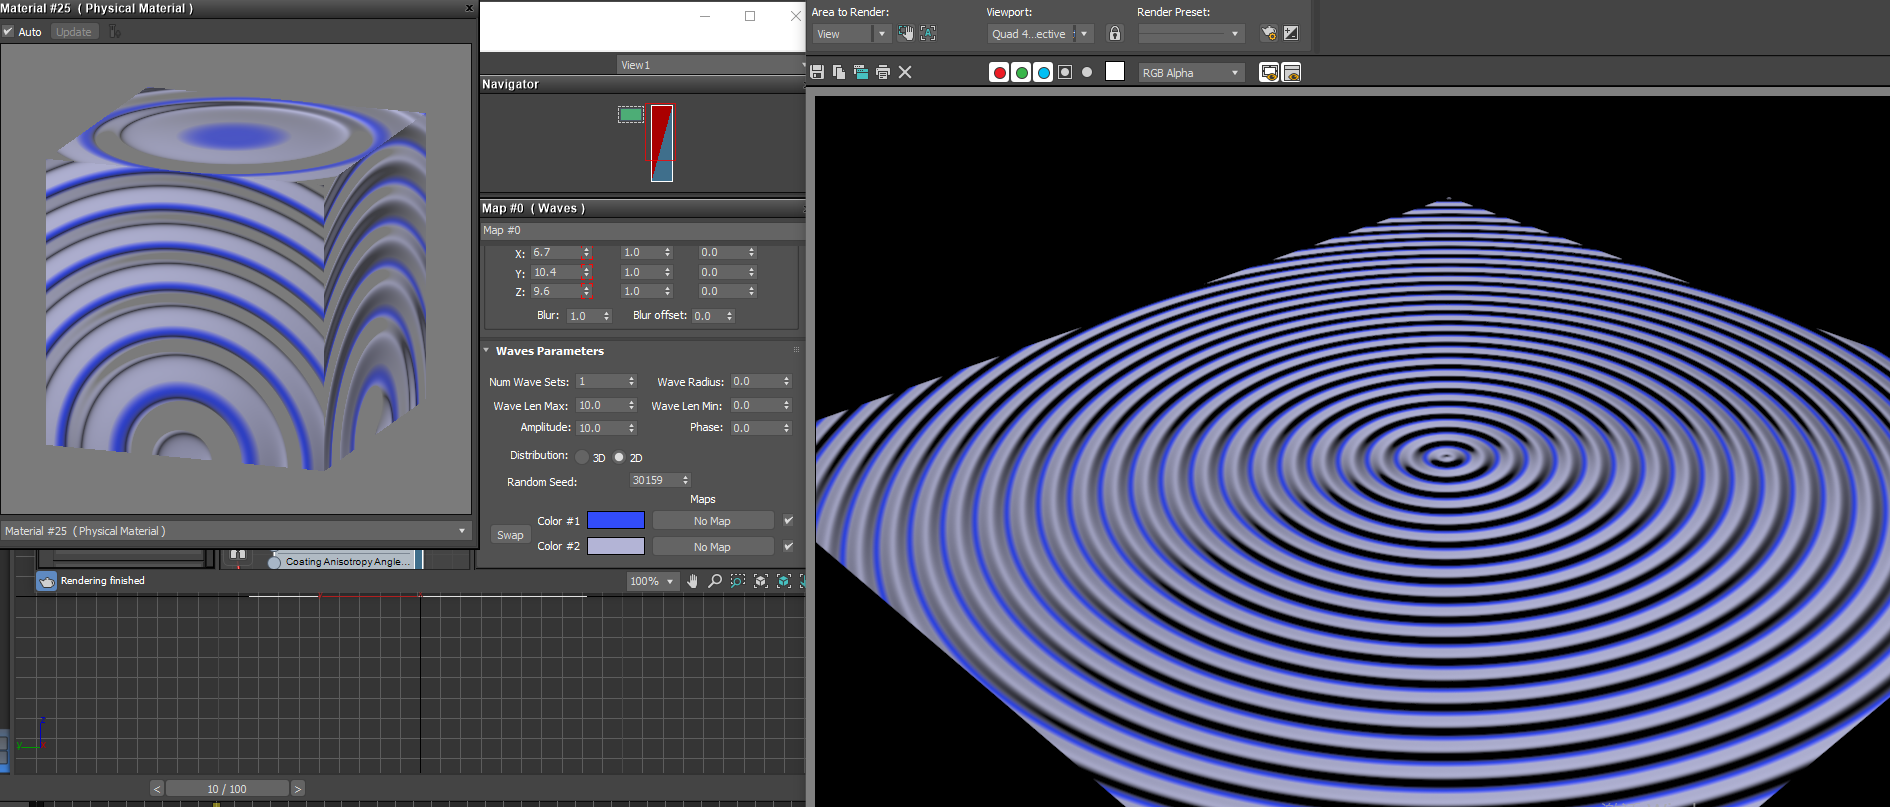 Material #25 ( Physical Material )
x
Auto
Update
Material #25 ( Physical Material )
View1
Navigator
Map #0 ( Waves )
Map #0
X: 6.7 1.0 0.0
Y: 10.4 1.0 0.0
Z: 9.6 1.0 0.0
Blur: 1.0 Blur offset: 0.0
Waves Parameters
Num Wave Sets: 1 Wave Radius: 0.0
Wave Len Max: 10.0 Wave Len Min: 0.0
Amplitude: 10.0 Phase: 0.0
Distribution: 3D 2D
Random Seed: 30159
Maps
Color #1 No Map
Swap
Color #2 No Map
Coating Anisotropy Angle...
Rendering finished
100%
y
< 10 / 100 >
Area to Render:
View
Viewport:
Quad 4...ective
Render Preset:
RGB Alpha